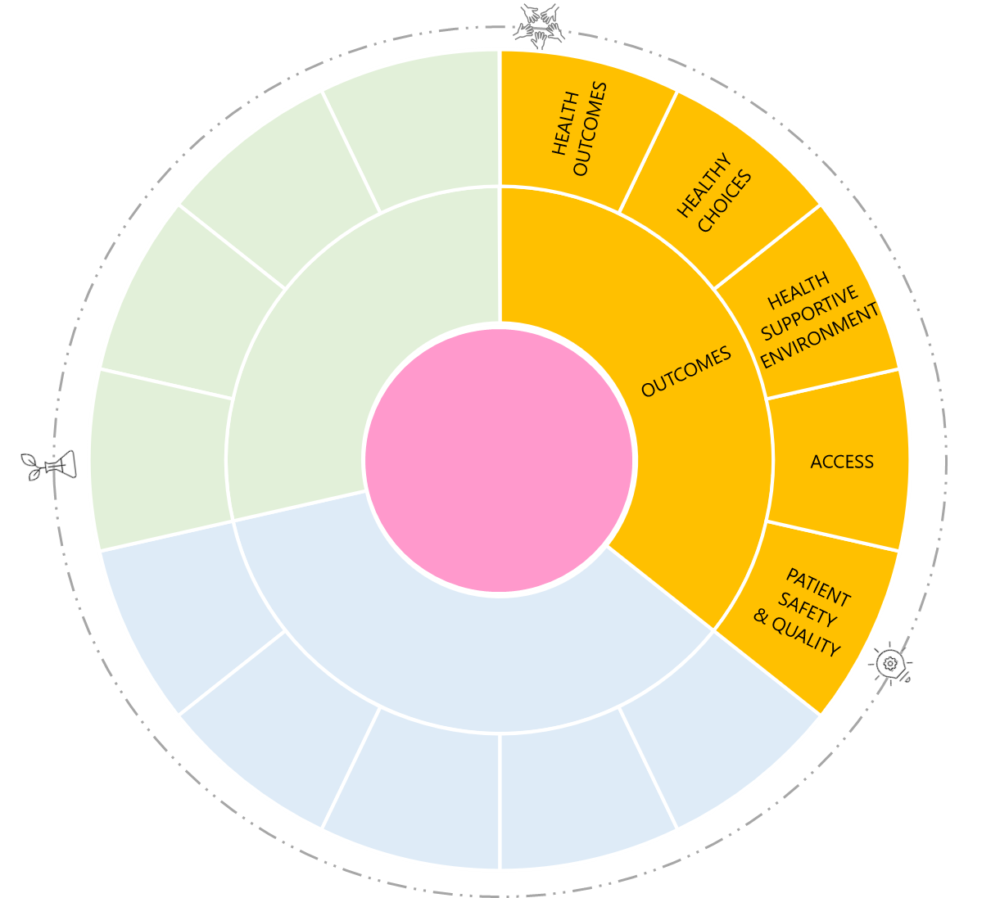 HEALTH
OUTCOMES
HEALTHY
CHOICES
HEALTH
SUPPORTIVE
ENVIRONMENT
OUTCOMES
ACCESS
PATIENT
SAFETY
& QUALITY